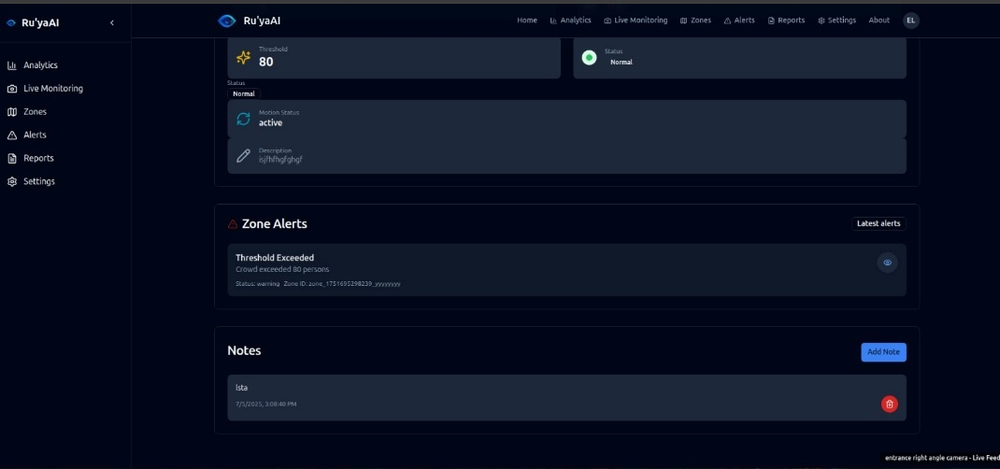 Ru'yaAI
Analytics
Live Monitoring
Zones
Alerts
Reports
Settings
Ru'yaAI
Home Analytics Live Monitoring Zones Alerts Reports Settings About EL
Threshold
80
Status
Normal
Status
Normal
Motion Status
active
Description
isjfhfhgfghgf
Zone Alerts
Latest alerts
Threshold Exceeded
Crowd exceeded 80 persons
Status: warning Zone ID: zone_1751695298239_yyyyyyyy
Notes
Add Note
lsta
7/5/2025, 3:08:40 PM
entrance right angle camera - Live Feed